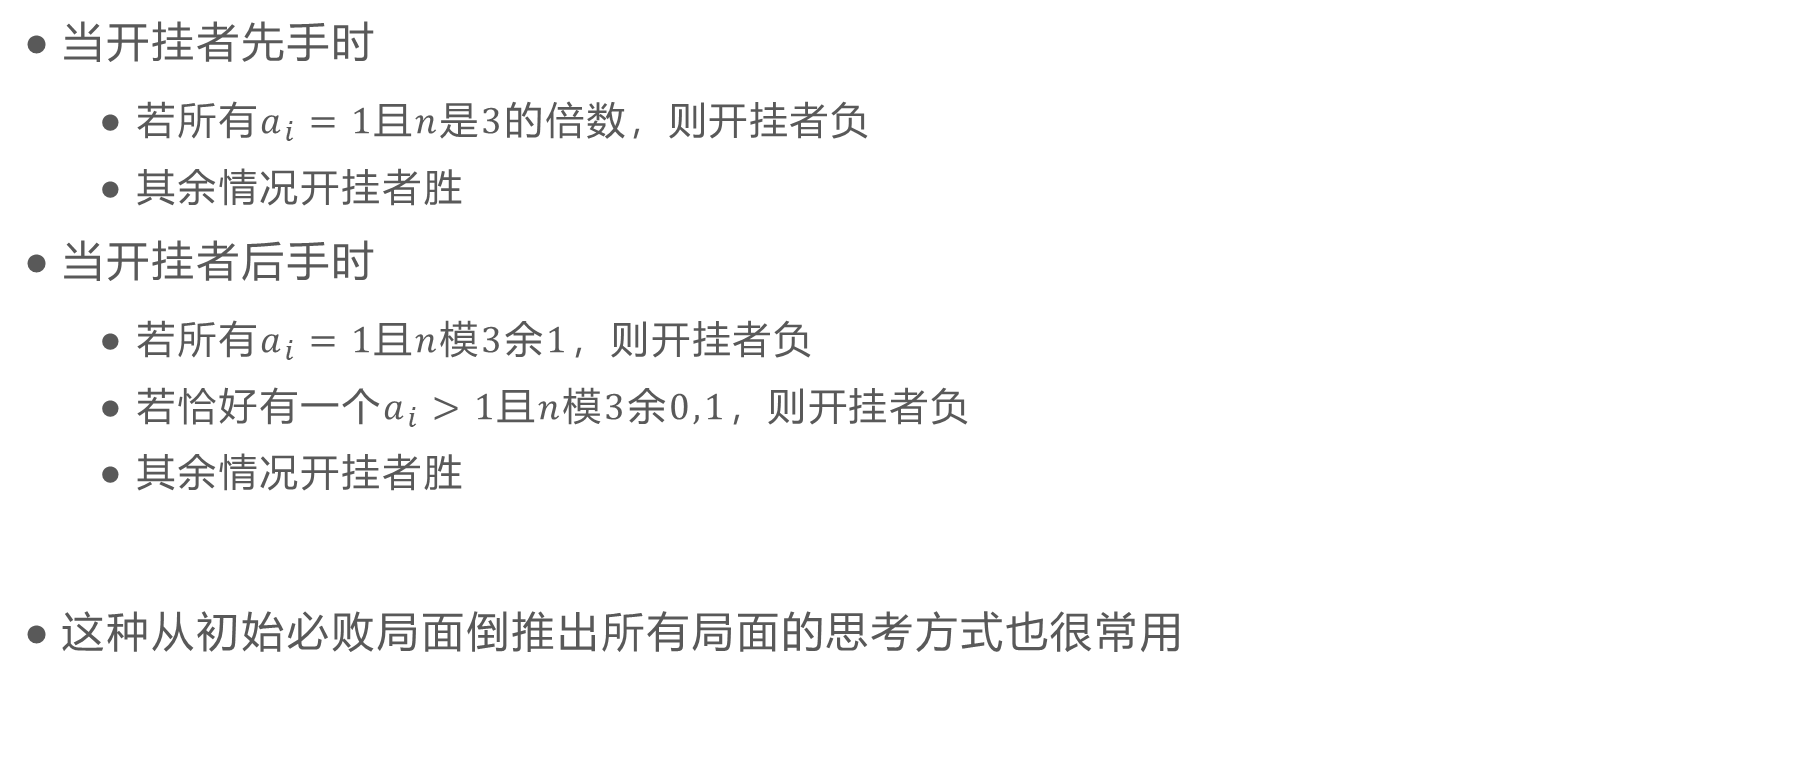 • 当开挂者先手时
• 若所有aᵢ = 1且n是3的倍数，则开挂者负
• 其余情况开挂者胜
• 当开挂者后手时
• 若所有aᵢ = 1且n模3余1，则开挂者负
• 若恰好有一个aᵢ > 1且n模3余0,1，则开挂者负
• 其余情况开挂者胜
• 这种从初始必败局面倒推出所有局面的思考方式也很常用